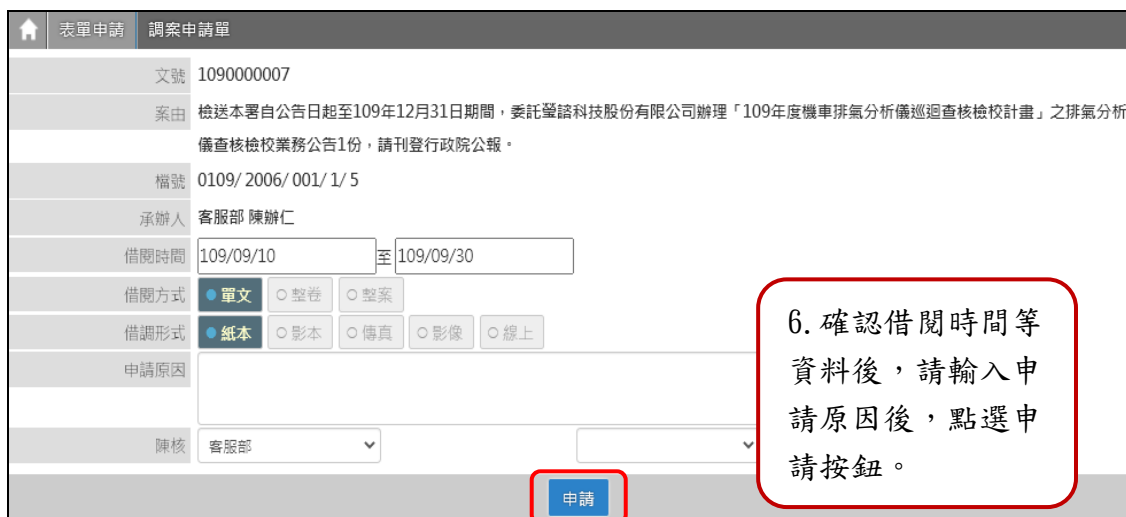 表單申請 調案申請單
文號 1090000007
案由 檢送本署自公告日起至109年12月31日期間，委託瑩諮科技股份有限公司辦理「109年度機車排氣分析儀巡迴查核檢校計畫」之排氣分析
儀查核檢校業務公告1份，請刊登行政院公報。
檔號 0109/ 2006/ 001/ 1/ 5
承辦人 客服部 陳辦仁
借閱時間 109/09/10 至 109/09/30
借閱方式 單文 整卷 整案
借調形式 紙本 影本 傳真 影像 線上
申請原因
陳核 客服部
申請
6.確認借閱時間等
資料後，請輸入申
請原因後，點選申
請按鈕。